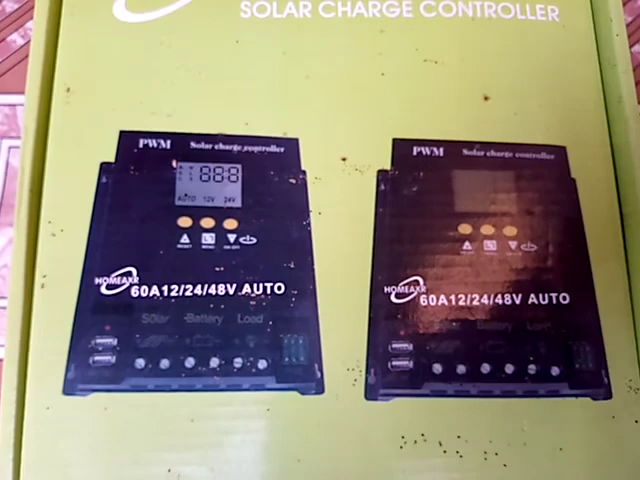 SOLAR CHARGE CONTROLLER
PWM Solar charge controller
888
AUTO 12V 24V
MENU
HOMEAXR
60A12/24/48V AUTO
Solar Battery Load
PWM Solar charge controller
HOMEAXR
60A12/24/48V AUTO
Battery Load